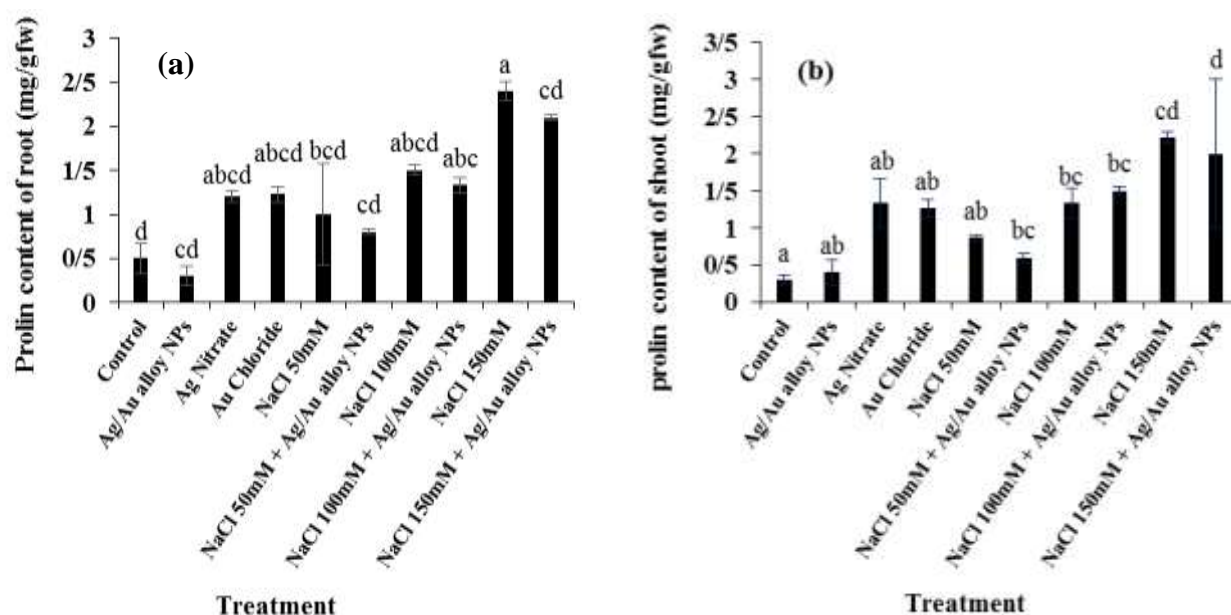 (a)
Prolin content of root (mg/gfw)
3
2/5
2
1/5
1
0/5
0
d
cd
abcd
abcd
bcd
cd
abcd
abc
a
cd
Control
Ag/Au alloy NPs
Ag Nitrate
Au Chloride
NaCl 50mM
NaCl 50mM + Ag/Au alloy NPs
NaCl 100mM
NaCl 100mM + Ag/Au alloy NPs
NaCl 150mM
NaCl 150mM + Ag/Au alloy NPs
Treatment
(b)
prolin content of shoot (mg/gfw)
3/5
3
2/5
2
1/5
1
0/5
0
a
ab
ab
ab
ab
bc
bc
bc
cd
d
Control
Ag/Au alloy NPs
Ag Nitrate
Au Chloride
NaCl 50mM
NaCl 50mM + Ag/Au alloy NPs
NaCl 100mM
NaCl 100mM + Ag/Au alloy NPs
NaCl 150mM
NaCl 150mM + Ag/Au alloy NPs
Treatment